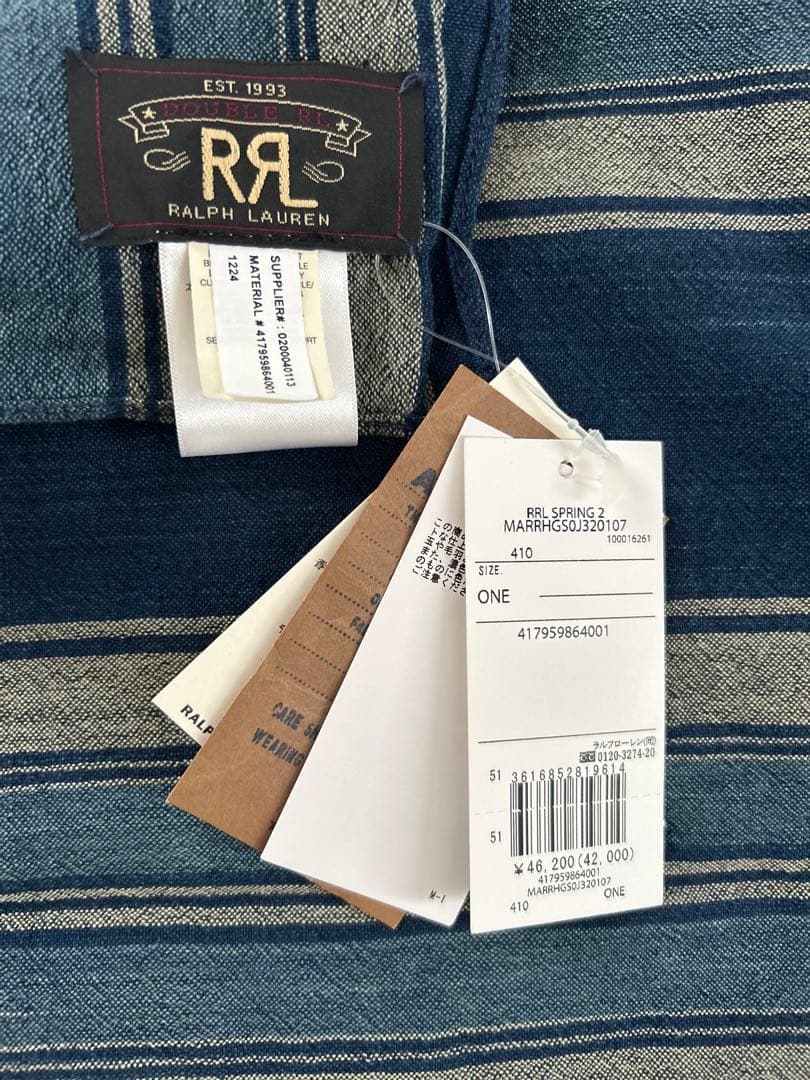 EST. 1993
DOUBLE RL
RRL
RALPH LAUREN
SUPPLIER# : 0200040113
MATERIAL # 417959864001
1224
RALP
CARE
WEARING
M-1
RRL SPRING 2
MARRHGS0J320107
100016261
410
SIZE.
ONE
417959864001
ラルフローレン(同)
0120-3274-20
51 3616852819614
51
¥46,200(42,000)
417959864001
MARRHGS0J320107
410 ONE